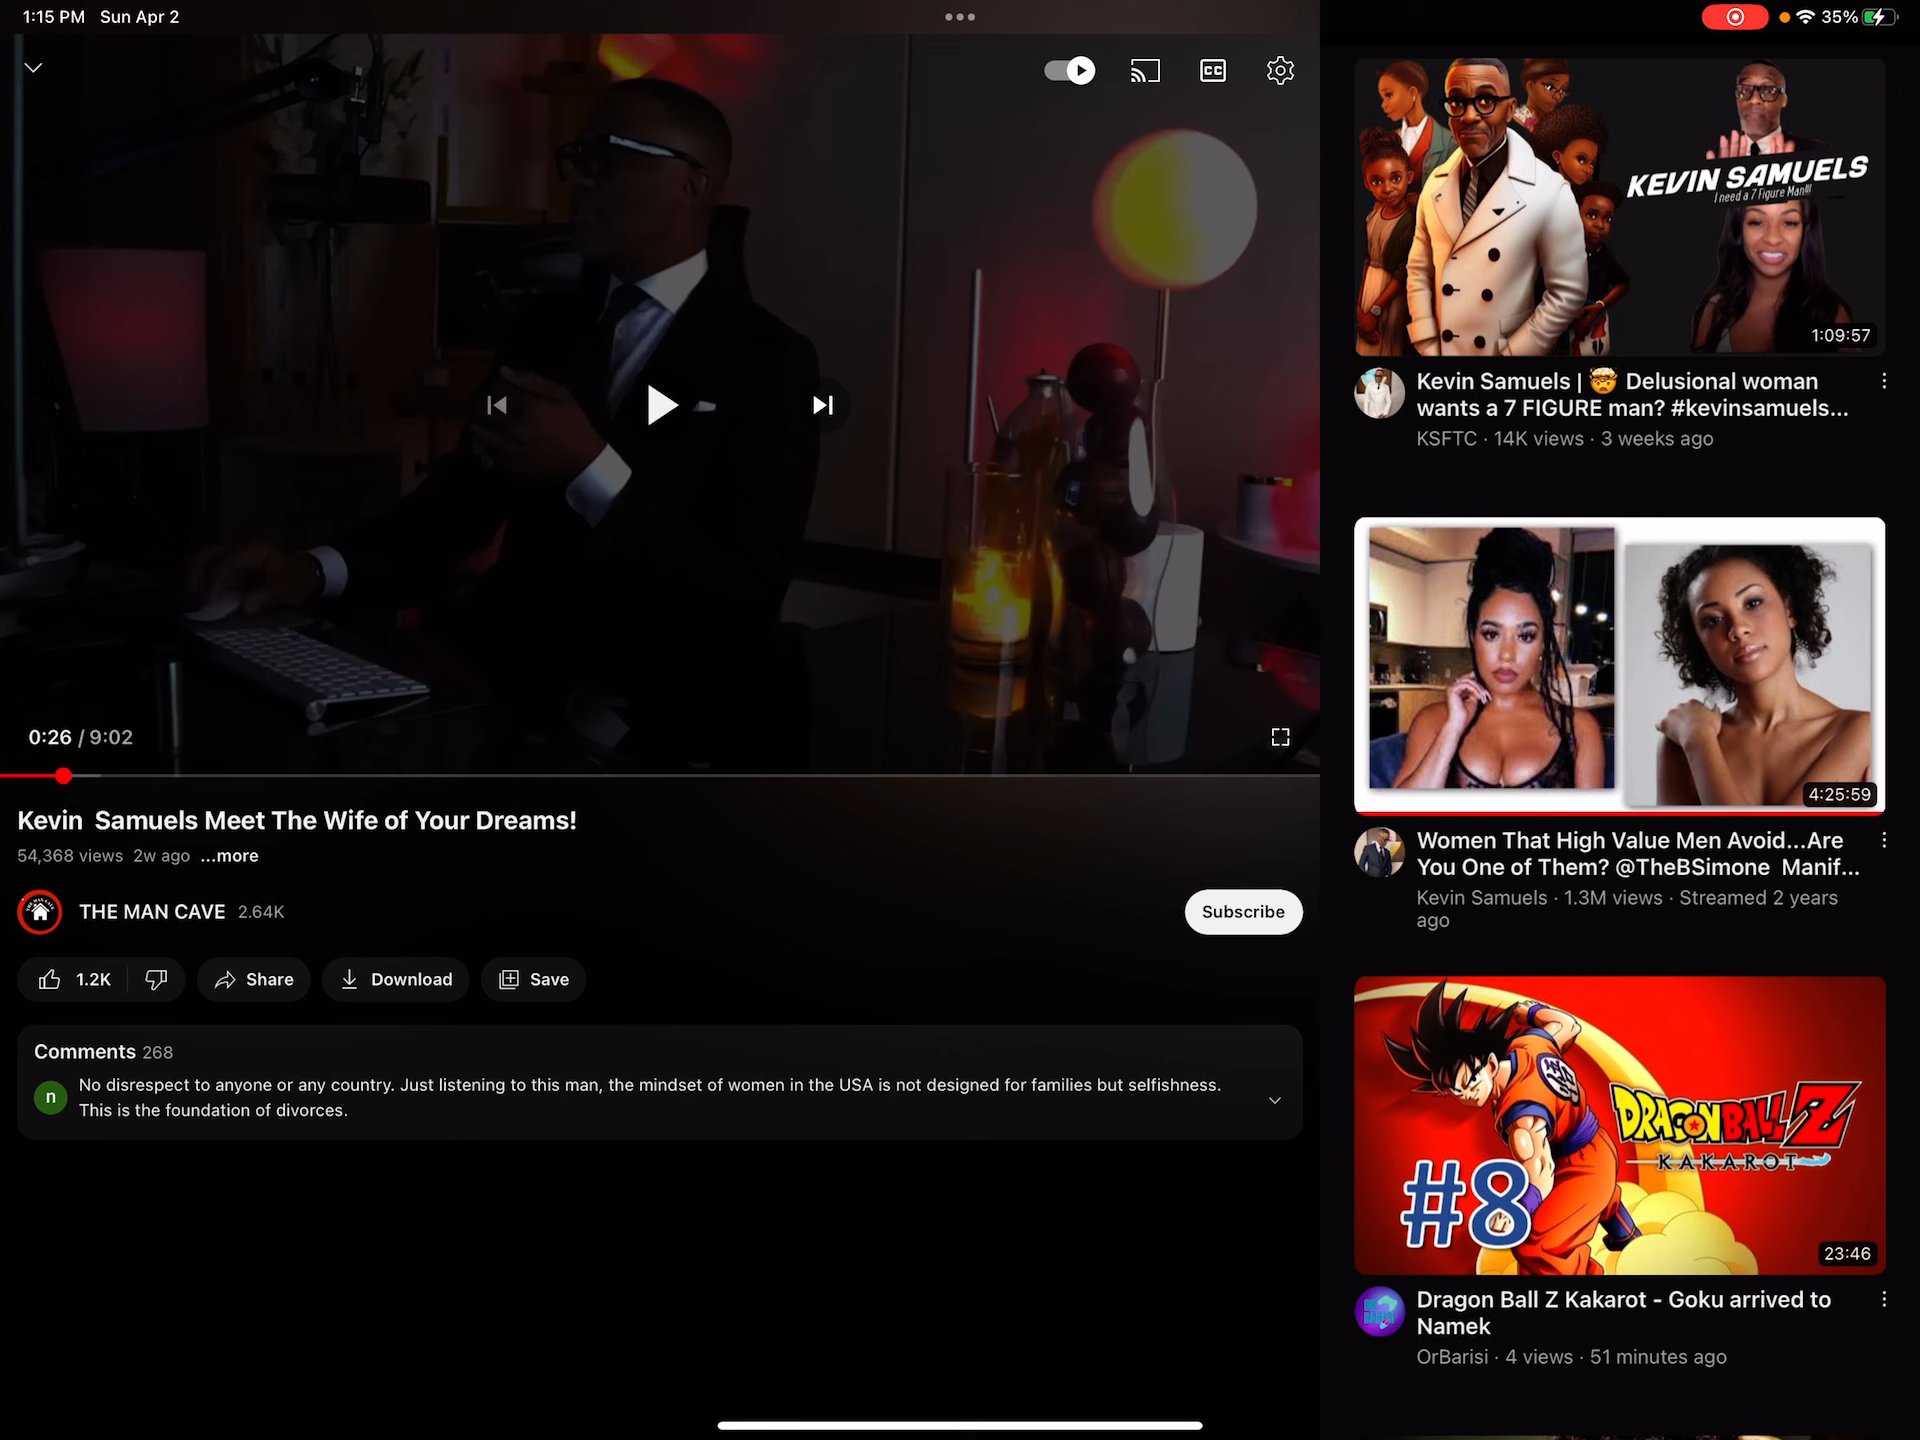 1:15 PM Sun Apr 2
35%
CC
0:26 / 9:02
Kevin Samuels Meet The Wife of Your Dreams!
54,368 views 2w ago ...more
THE MAN CAVE 2.64K
Subscribe
1.2K
Share
Download
Save
Comments 268
n
No disrespect to anyone or any country. Just listening to this man, the mindset of women in the USA is not designed for families but selfishness.
This is the foundation of divorces.
KEVIN SAMUELS
I need a 7 Figure Man!!!
1:09:57
Kevin Samuels | 🤯 Delusional woman
wants a 7 FIGURE man? #kevinsamuels...
KSFTC · 14K views · 3 weeks ago
4:25:59
Women That High Value Men Avoid...Are
You One of Them? @TheBSimone Manif...
Kevin Samuels · 1.3M views · Streamed 2 years
ago
DRAGON BALL Z
KAKAROT
#8
23:46
Dragon Ball Z Kakarot - Goku arrived to
Namek
OrBarisi · 4 views · 51 minutes ago